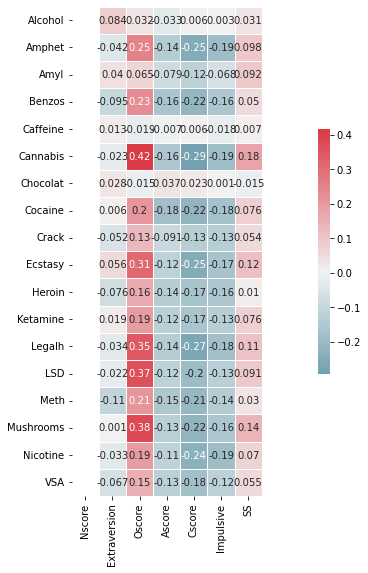 Alcohol 0.084 0.032 -0.033 0.006 0.003 0.031
Amphet -0.042 0.25 -0.14 -0.25 -0.19 0.098
Amyl 0.04 0.065 -0.079 -0.12 -0.068 0.092
Benzos -0.095 0.23 -0.16 -0.22 -0.16 0.05
Caffeine 0.013 -0.019 -0.007 0.006 -0.018 0.007
Cannabis -0.023 0.42 -0.16 -0.29 -0.19 0.18
Chocolat 0.028 -0.015 0.037 0.023 0.001 -0.015
Cocaine 0.006 0.2 -0.18 -0.22 -0.18 0.076
Crack -0.052 0.13 -0.091 -0.13 -0.13 0.054
Ecstasy 0.056 0.31 -0.12 -0.25 -0.17 0.12
Heroin -0.076 0.16 -0.14 -0.17 -0.16 0.01
Ketamine 0.019 0.19 -0.12 -0.17 -0.12 0.076
Legalh -0.034 0.35 -0.14 -0.27 -0.18 0.11
LSD -0.022 0.37 -0.12 -0.2 -0.13 0.091
Meth -0.11 0.21 -0.15 -0.21 -0.14 0.03
Mushrooms 0.001 0.38 -0.13 -0.22 -0.16 0.14
Nicotine -0.033 0.19 -0.11 -0.24 -0.19 0.07
VSA -0.067 0.15 -0.13 -0.18 -0.12 0.055
Nscore Extraversion Oscore Ascore Cscore Impulsive SS
0.4
0.3
0.2
0.1
0.0
−0.1
−0.2